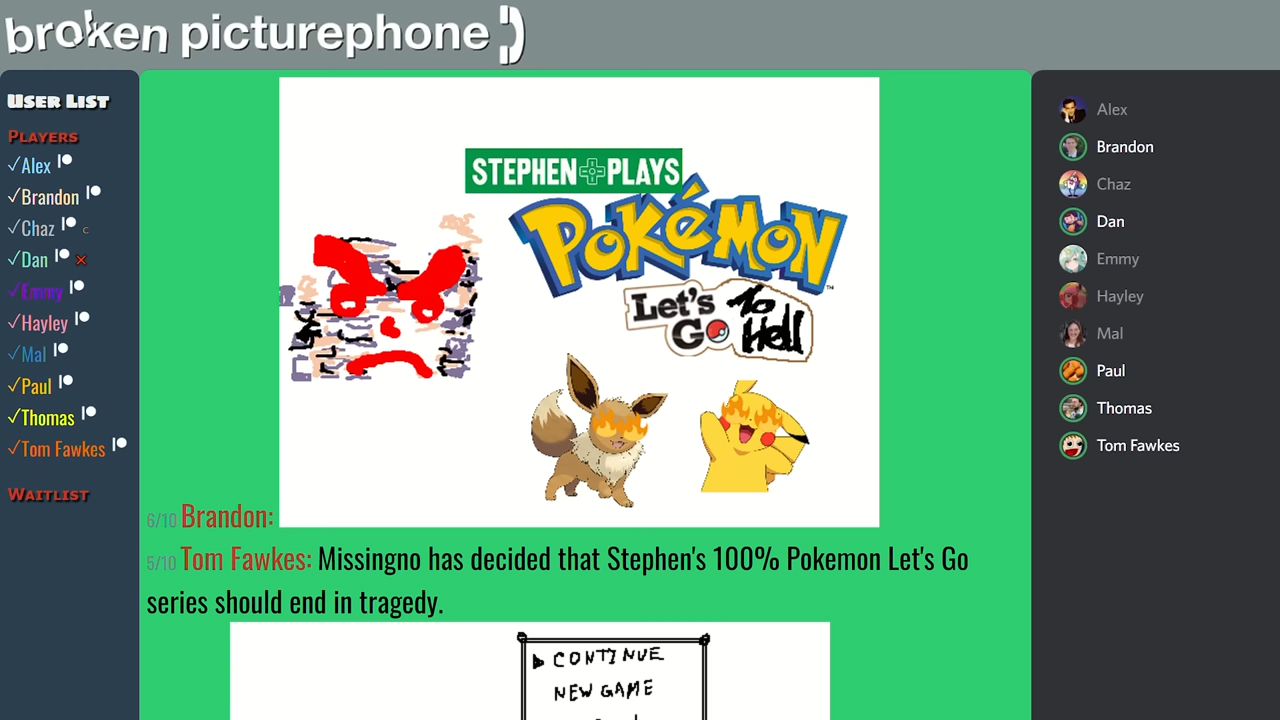 broken picturephone
User List
Players
✓Alex
✓Brandon
✓Chaz c
✓Dan
✓Emmy
✓Hayley
✓Mal
✓Paul
✓Thomas
✓Tom Fawkes
Waitlist
STEPHEN PLAYS
POKéMON
TM
Let's Go
To Hell
6/10 Brandon:
5/10 Tom Fawkes: Missingno has decided that Stephen's 100% Pokemon Let's Go
series should end in tragedy.
CONTINUE
NEW GAME
Alex
Brandon
Chaz
Dan
Emmy
Hayley
Mal
Paul
Thomas
Tom Fawkes